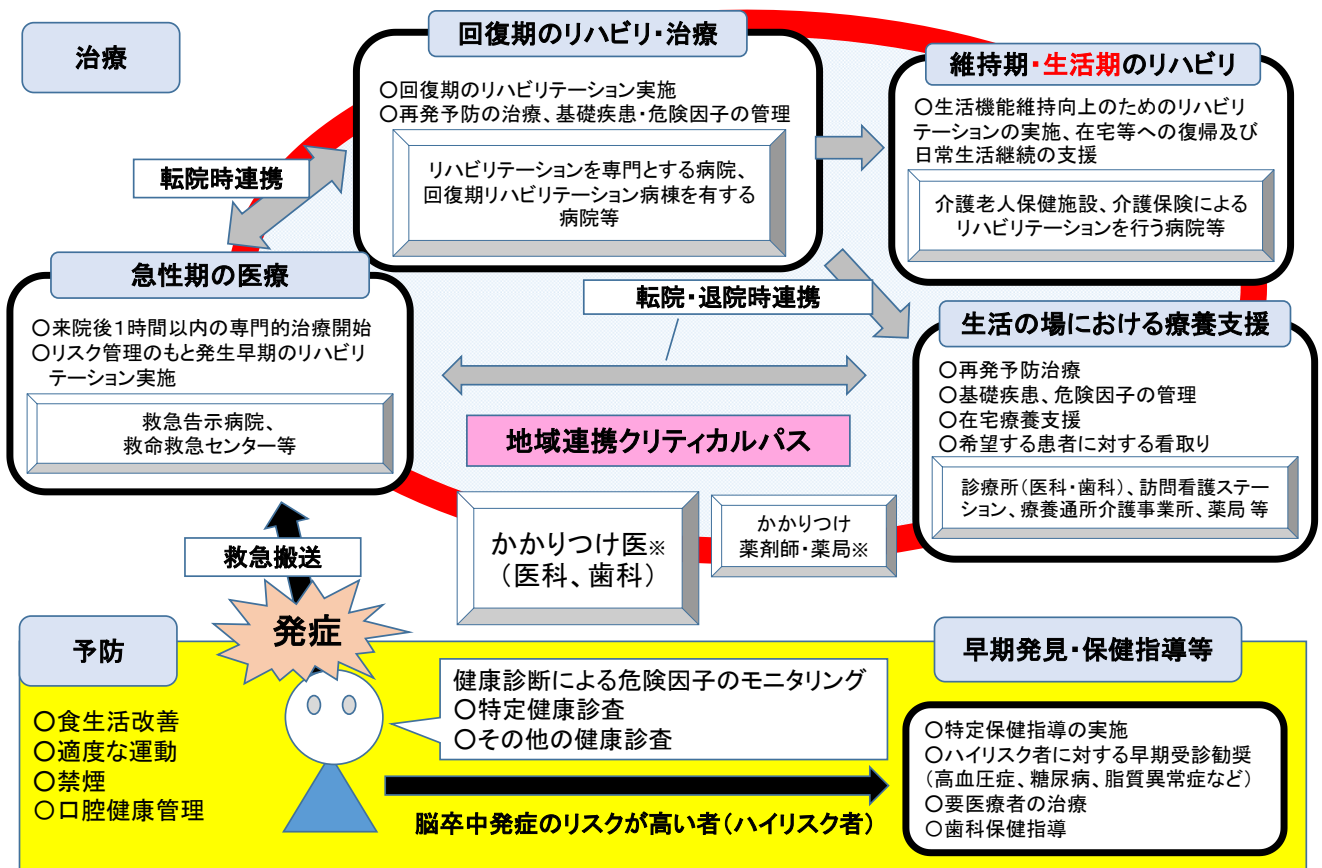 治療
回復期のリハビリ・治療
○回復期のリハビリテーション実施
○再発予防の治療、基礎疾患・危険因子の管理
リハビリテーションを専門とする病院、
回復期リハビリテーション病棟を有する
病院等
維持期・生活期のリハビリ
○生活機能維持向上のためのリハビリ
テーションの実施、在宅等への復帰及び
日常生活継続の支援
介護老人保健施設、介護保険による
リハビリテーションを行う病院等
転院時連携
急性期の医療
○来院後１時間以内の専門的治療開始
○リスク管理のもと発生早期のリハビリ
テーション実施
救急告示病院、
救命救急センター等
転院・退院時連携
地域連携クリティカルパス
生活の場における療養支援
○再発予防治療
○基礎疾患、危険因子の管理
○在宅療養支援
○希望する患者に対する看取り
診療所（医科・歯科）、訪問看護ステー
ション、療養通所介護事業所、薬局 等
かかりつけ医※
（医科、歯科）
かかりつけ
薬剤師・薬局※
救急搬送
発症
予防
○食生活改善
○適度な運動
○禁煙
○口腔健康管理
健康診断による危険因子のモニタリング
○特定健康診査
○その他の健康診査
脳卒中発症のリスクが高い者（ハイリスク者）
早期発見・保健指導等
○特定保健指導の実施
○ハイリスク者に対する早期受診勧奨
（高血圧症、糖尿病、脂質異常症など）
○要医療者の治療
○歯科保健指導